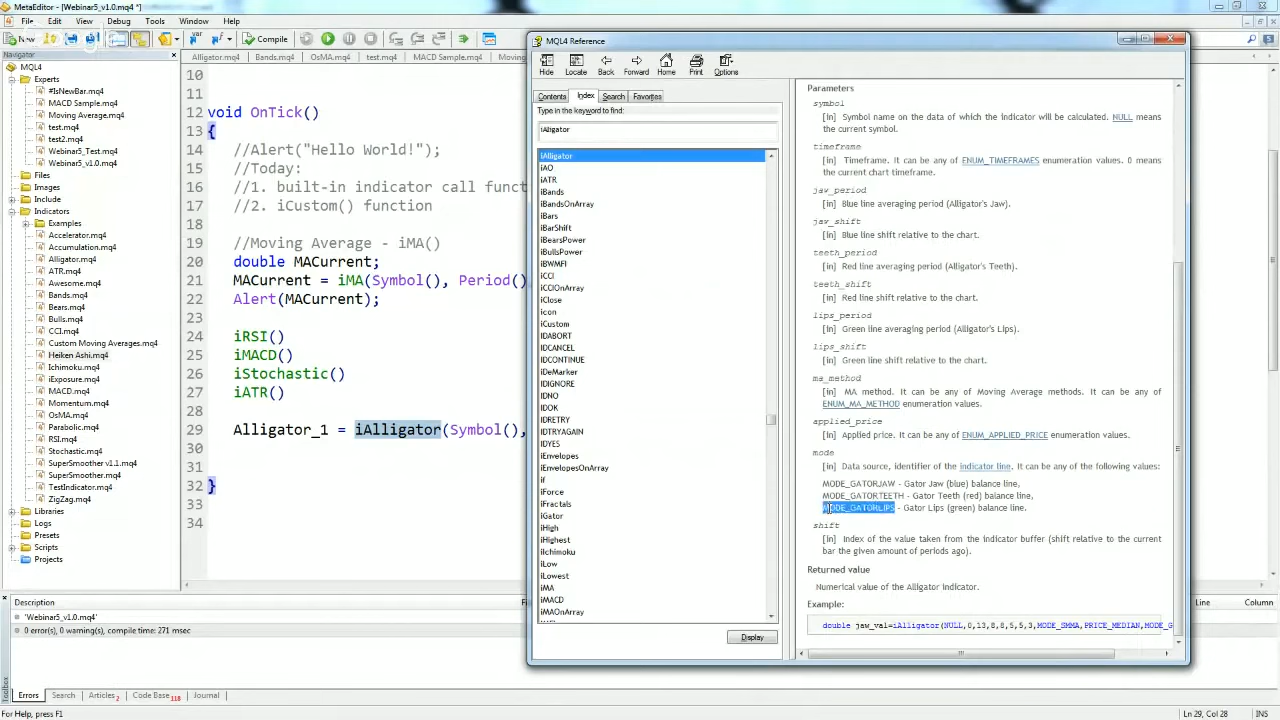 MetaEditor - [Webinar5_v1.0.mq4 *]
File Edit View Debug Tools Window Help
New Compile
Navigator
Alligator.mq4 Bands.mq4 OsMA.mq4 test.mq4 MACD Sample.mq4 Moving
MQL4
Experts
#IsNewBar.mq4
MACD Sample.mq4
Moving Average.mq4
test.mq4
test2.mq4
Webinar5_Test.mq4
Webinar5_v1.0.mq4
Files
Images
Include
Indicators
Examples
Accelerator.mq4
Accumulation.mq4
Alligator.mq4
ATR.mq4
Awesome.mq4
Bands.mq4
Bears.mq4
Bulls.mq4
CCI.mq4
Custom Moving Averages.mq4
Heiken Ashi.mq4
Ichimoku.mq4
iExposure.mq4
MACD.mq4
Momentum.mq4
OsMA.mq4
Parabolic.mq4
RSI.mq4
Stochastic.mq4
SuperSmoother v1.1.mq4
SuperSmoother.mq4
TestIndicator.mq4
ZigZag.mq4
Libraries
Logs
Presets
Scripts
Projects
10
11
12 void OnTick()
13 {
14 //Alert("Hello World!");
15 //Today:
16 //1. built-in indicator call funct
17 //2. iCustom() function
18
19 //Moving Average - iMA()
20 double MACurrent;
21 MACurrent = iMA(Symbol(), Period()
22 Alert(MACurrent);
23
24 iRSI()
25 iMACD()
26 iStochastic()
27 iATR()
28
29 Alligator_1 = iAlligator(Symbol(),
30
31
32 }
33
34
MQL4 Reference
Hide Locate Back Forward Home Print Options
Contents Index Search Favorites
Type in the keyword to find:
iAlligator
iAlligator
iAO
iATR
iBands
iBandsOnArray
iBars
iBarShift
iBearsPower
iBullsPower
iBWMFI
iCCI
iCCIOnArray
iClose
icon
iCustom
IDABORT
IDCANCEL
IDCONTINUE
iDeMarker
IDIGNORE
IDNO
IDOK
IDRETRY
IDTRYAGAIN
IDYES
iEnvelopes
iEnvelopesOnArray
if
iForce
iFractals
iGator
iHigh
iHighest
iIchimoku
iLow
iLowest
iMA
iMACD
iMAOnArray
Display
Parameters
symbol
[in] Symbol name on the data of which the indicator will be calculated. NULL means
the current symbol.
timeframe
[in] Timeframe. It can be any of ENUM_TIMEFRAMES enumeration values. 0 means
the current chart timeframe.
jaw_period
[in] Blue line averaging period (Alligator's Jaw).
jaw_shift
[in] Blue line shift relative to the chart.
teeth_period
[in] Red line averaging period (Alligator's Teeth).
teeth_shift
[in] Red line shift relative to the chart.
lips_period
[in] Green line averaging period (Alligator's Lips).
lips_shift
[in] Green line shift relative to the chart.
ma_method
[in] MA method. It can be any of Moving Average methods. It can be any of
ENUM_MA_METHOD enumeration values.
applied_price
[in] Applied price. It can be any of ENUM_APPLIED_PRICE enumeration values.
mode
[in] Data source, identifier of the indicator line. It can be any of the following values:
MODE_GATORJAW - Gator Jaw (blue) balance line,
MODE_GATORTEETH - Gator Teeth (red) balance line,
MODE_GATORLIPS - Gator Lips (green) balance line.
shift
[in] Index of the value taken from the indicator buffer (shift relative to the current
bar the given amount of periods ago).
Returned value
Numerical value of the Alligator indicator.
Example:
double jaw_val=iAlligator(NULL,0,13,8,8,5,5,3,MODE_SMMA,PRICE_MEDIAN,MODE_G
Description Line Column
'Webinar5_v1.0.mq4'
0 error(s), 0 warning(s), compile time: 271 msec
Toolbox
Errors Search Articles 2 Code Base 118 Journal
For Help, press F1 Ln 29, Col 28 INS